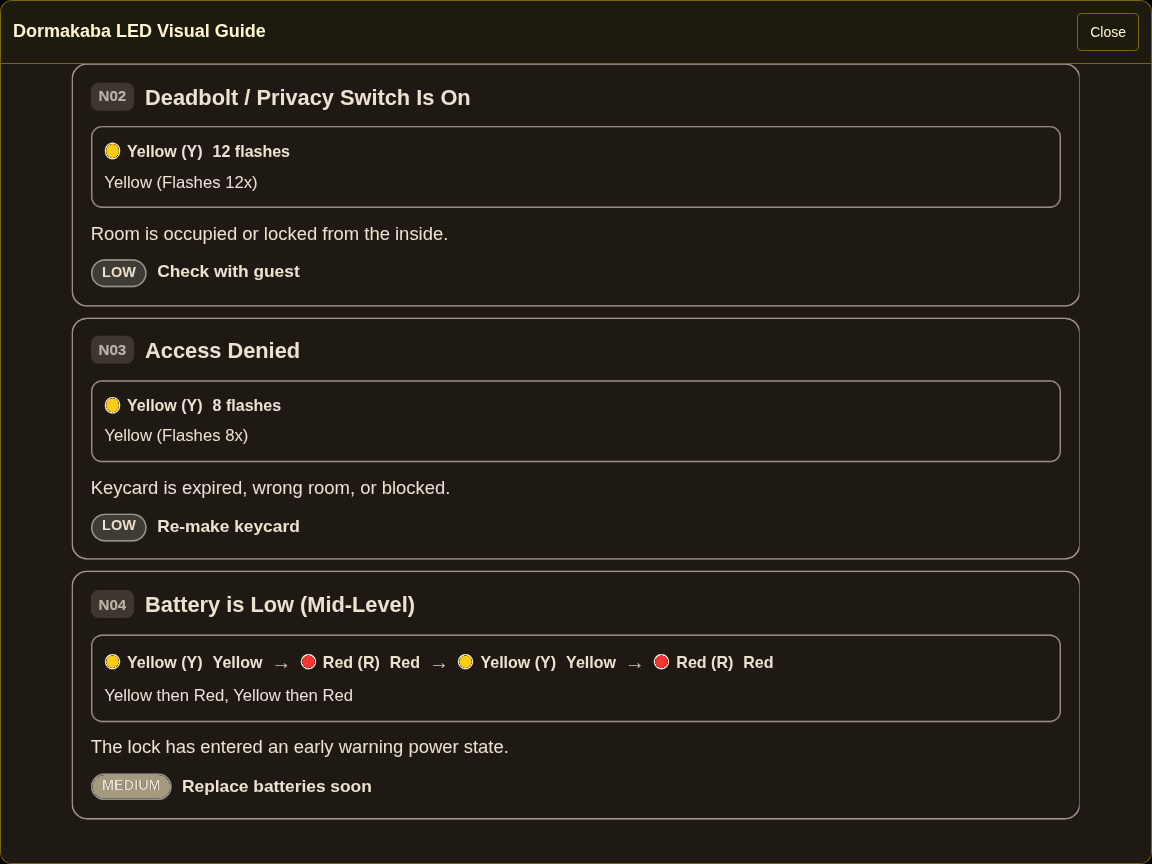 Dormakaba LED Visual Guide
Close
N02 Deadbolt / Privacy Switch Is On
Yellow (Y) 12 flashes
Yellow (Flashes 12x)
Room is occupied or locked from the inside.
LOW Check with guest
N03 Access Denied
Yellow (Y) 8 flashes
Yellow (Flashes 8x)
Keycard is expired, wrong room, or blocked.
LOW Re-make keycard
N04 Battery is Low (Mid-Level)
Yellow (Y) Yellow → Red (R) Red → Yellow (Y) Yellow → Red (R) Red
Yellow then Red, Yellow then Red
The lock has entered an early warning power state.
MEDIUM Replace batteries soon